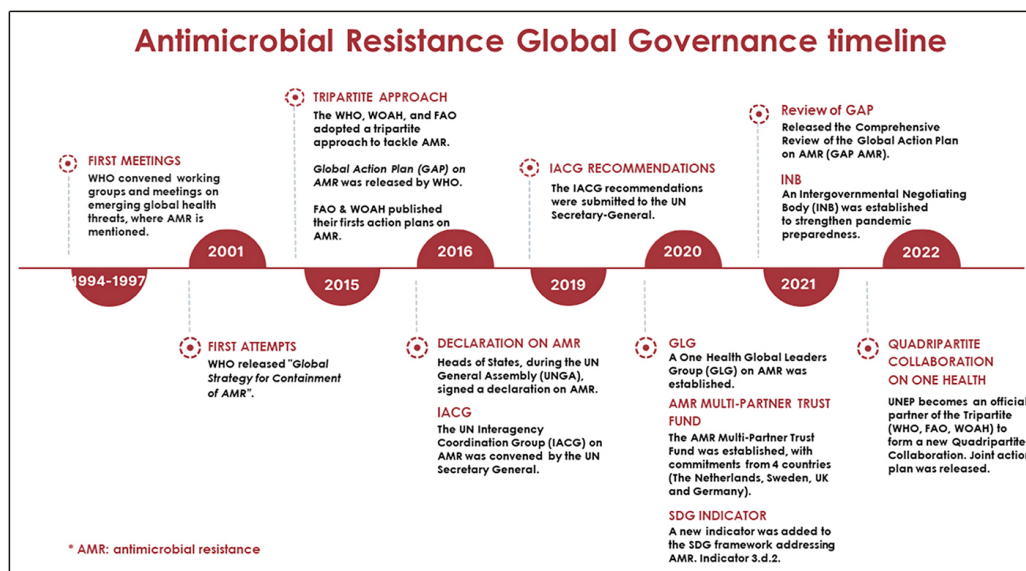 Antimicrobial Resistance Global Governance timeline
FIRST MEETINGS
WHO convened working
groups and meetings on
emerging global health
threats, where AMR is
mentioned.
1994-1997
2001
FIRST ATTEMPTS
WHO released "Global
Strategy for Containment
of AMR".
TRIPARTITE APPROACH
The WHO, WOAH, and FAO
adopted a tripartite
approach to tackle AMR.
Global Action Plan (GAP) on
AMR was released by WHO.
FAO & WOAH published
their firsts action plans on
AMR.
2015
2016
DECLARATION ON AMR
Heads of States, during the UN
General Assembly (UNGA),
signed a declaration on AMR.
IACG
The UN Interagency
Coordination Group (IACG) on
AMR was convened by the UN
Secretary General.
IACG RECOMMENDATIONS
The IACG recommendations
were submitted to the UN
Secretary-General.
2019
2020
GLG
A One Health Global Leaders
Group (GLG) on AMR was
established.
AMR MULTI-PARTNER TRUST
FUND
The AMR Multi-Partner Trust
Fund was established, with
commitments from 4 countries
(The Netherlands, Sweden, UK
and Germany).
SDG INDICATOR
A new indicator was added to
the SDG framework addressing
AMR. Indicator 3.d.2.
Review of GAP
Released the Comprehensive
Review of the Global Action Plan
on AMR (GAP AMR).
INB
An Intergovernmental Negotiating
Body (INB) was established
to strengthen pandemic
preparedness.
2021
2022
QUADRIPARTITE
COLLABORATION
ON ONE HEALTH
UNEP becomes an official
partner of the Tripartite
(WHO, FAO, WOAH) to
form a new Quadripartite
Collaboration. Joint action
plan was released.
* AMR: antimicrobial resistance